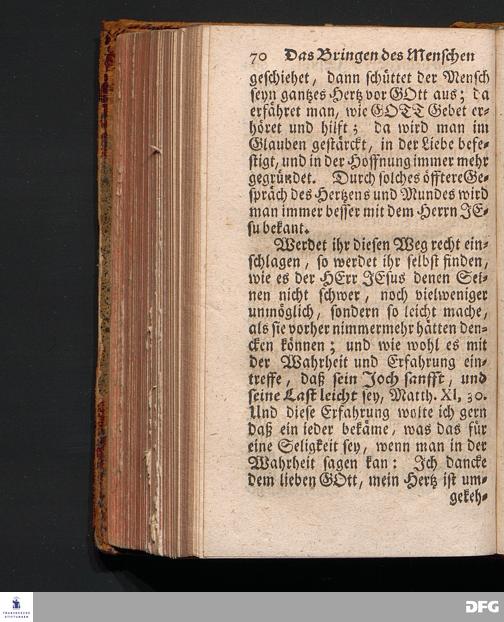 70 Das Bringen des Menschen
geschiehet, dann schüttet der Mensch
seyn gantzes Hertz vor GOtt aus; da
erfähret man, wie GOTT Gebet er-
höret und hilft; da wird man im
Glauben gestärckt, in der Liebe befe-
stigt, und in der Hoffnung immer mehr
gegründet. Durch solches öfftere Ge-
spräch des Hertzens und Mundes wird
man immer besser mit dem Herrn JE-
su bekant.
Werdet ihr diesen Weg recht ein-
schlagen, so werdet ihr selbst finden,
wie es der HErr JEsus denen Sei-
nen nicht schwer, noch vielweniger
unmöglich, sondern so leicht mache,
als sie vorher nimmermehr hätten den-
cken können; und wie wohl es mit
der Wahrheit und Erfahrung ein-
treffe, daß sein Joch sanfft, und
seine Last leicht sey, Matth. XI, 30.
Und diese Erfahrung wolte ich gern
daß ein ieder bekäme, was das für
eine Seligkeit sey, wenn man in der
Wahrheit sagen kan: Ich dancke
dem lieben GOtt, mein Hertz ist um-
gekeh-
FRANCKESCHE
STIFTUNGEN
DFG